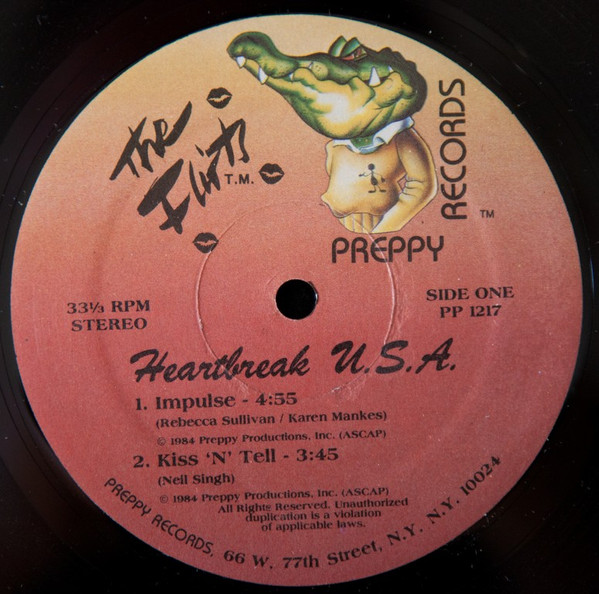 The Flirts T.M.
PREPPY
RECORDS
TM
33⅓ RPM
STEREO
SIDE ONE
PP 1217
Heartbreak U.S.A.
1. Impulse - 4:55
(Rebecca Sullivan / Karen Mankes)
© 1984 Preppy Productions, Inc. (ASCAP)
2. Kiss 'N' Tell - 3:45
(Neil Singh)
© 1984 Preppy Productions, Inc. (ASCAP)
All Rights Reserved. Unauthorized
duplication is a violation
of applicable laws.
PREPPY RECORDS, 66 W. 77th Street, N.Y. N.Y. 10024